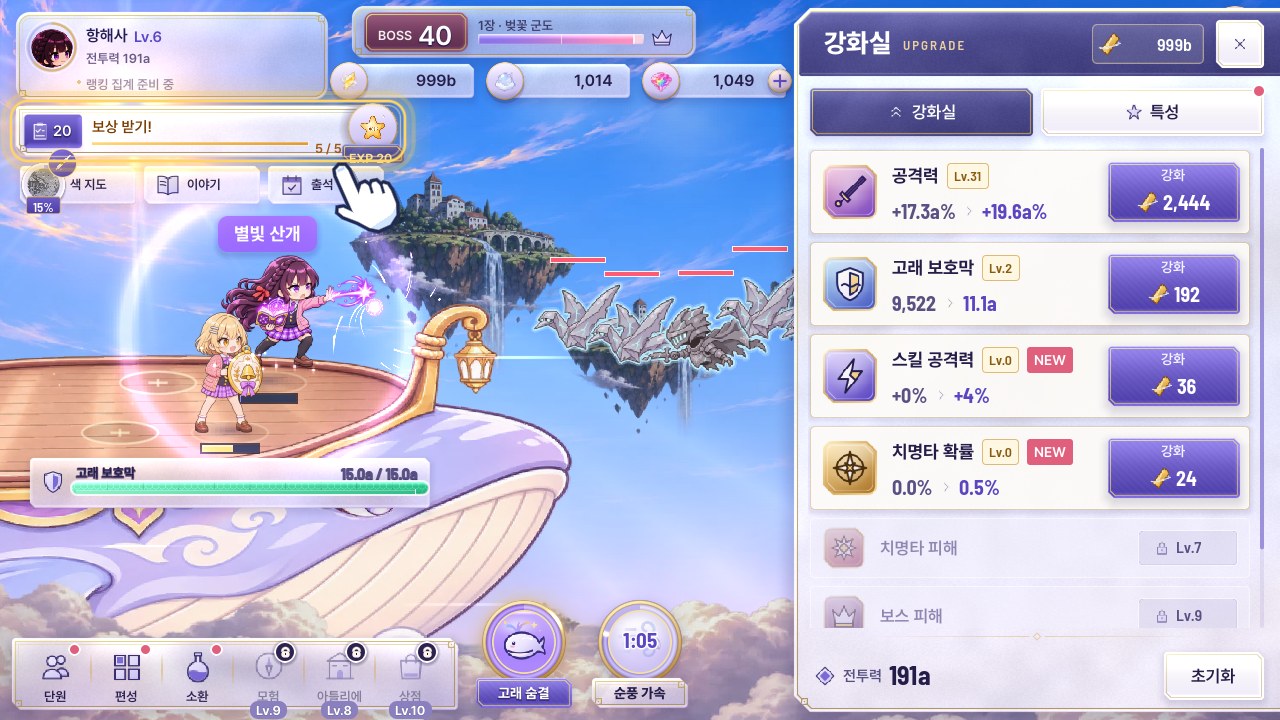 항해사 Lv.6
전투력 191a
랭킹 집계 준비 중
BOSS 40
1장 · 벚꽃 군도
999b
1,014
1,049
20
보상 받기!
5 / 5
EXP 20
색 지도
15%
이야기
출석
별빛 산개
고래 보호막
15.0a / 15.0a
단원
편성
소환
모험
Lv.9
아틀리에
Lv.8
상점
Lv.10
고래 숨결
1:05
순풍 가속
강화실 UPGRADE
999b
강화실
특성
공격력 Lv.31
+17.3a% +19.6a%
강화
2,444
고래 보호막 Lv.2
9,522 11.1a
강화
192
스킬 공격력 Lv.0 NEW
+0% +4%
강화
36
치명타 확률 Lv.0 NEW
0.0% 0.5%
강화
24
치명타 피해
Lv.7
보스 피해
Lv.9
전투력 191a
초기화